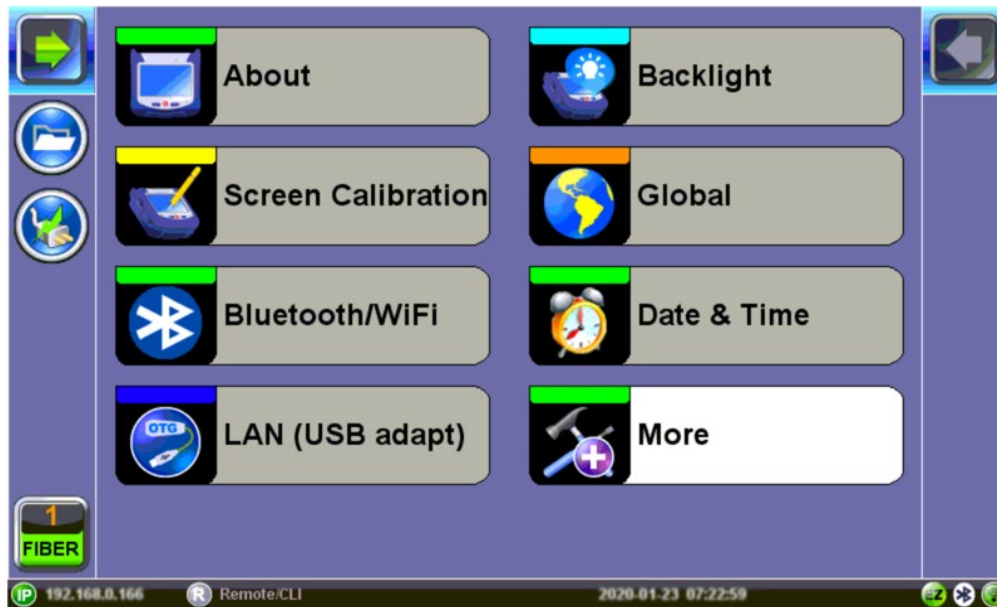 About
Backlight
Screen Calibration
Global
Bluetooth/WiFi
Date & Time
OTG
LAN (USB adapt)
More
1
FIBER
IP 192.168.0.166
R Remote/CLI
2020-01-23 07:22:59
EZ